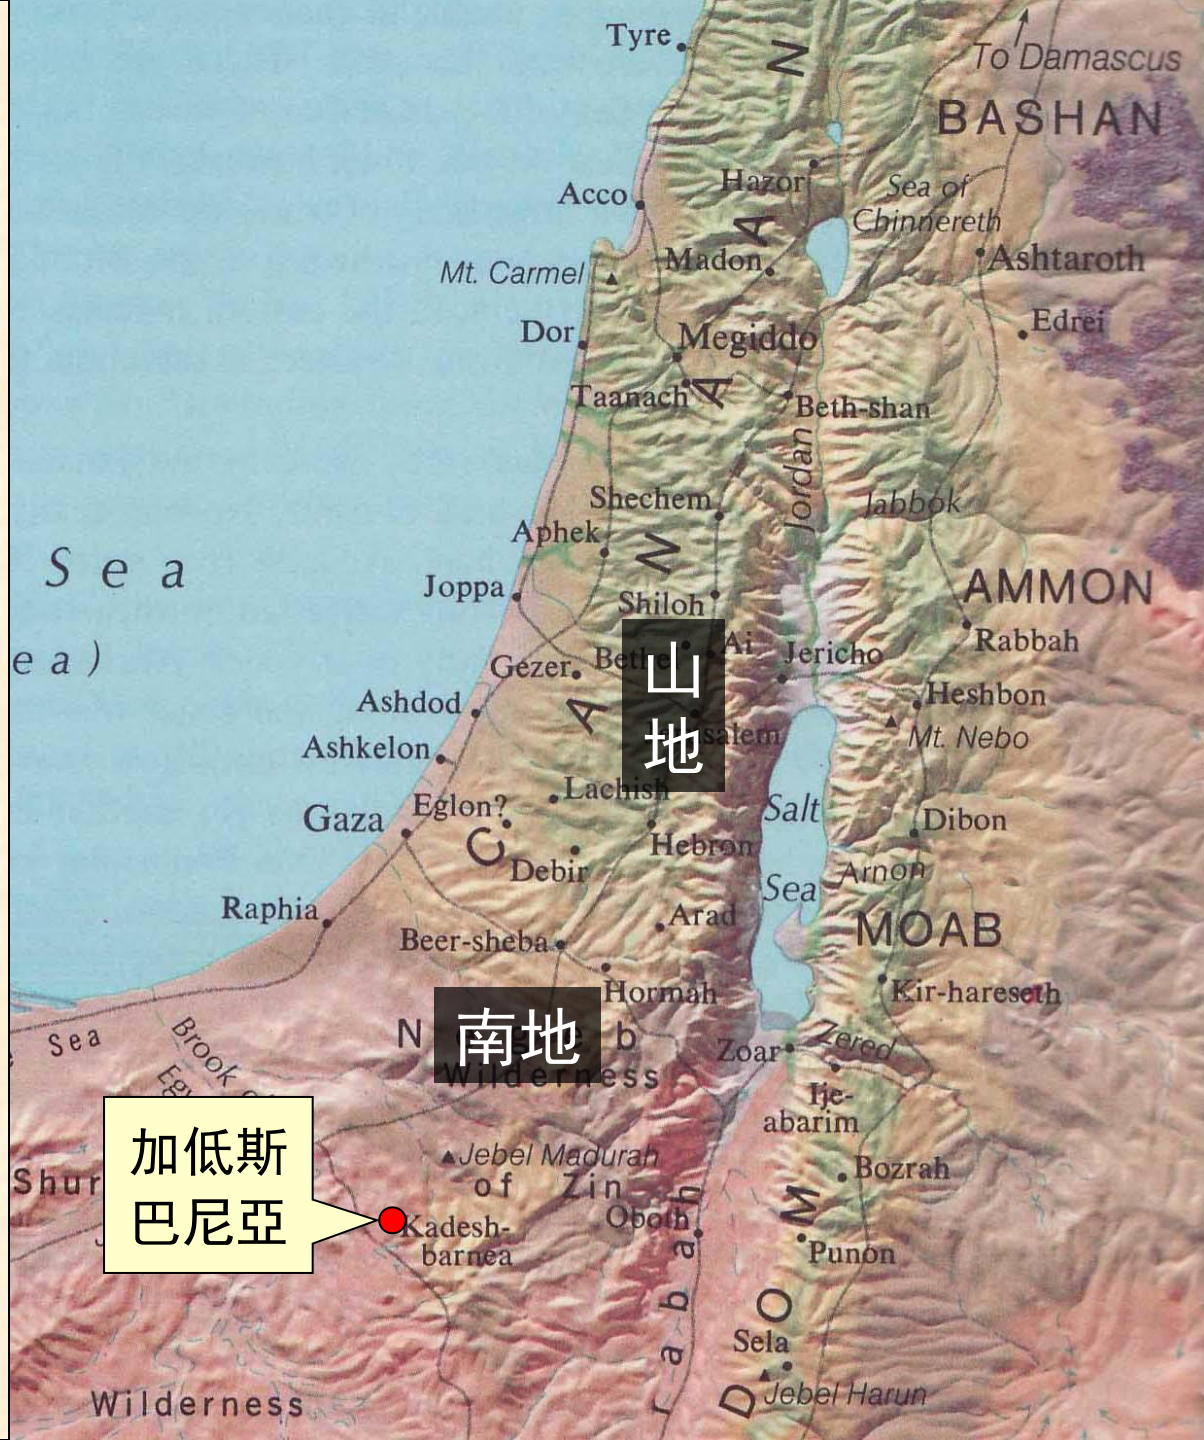 Tyre
N
To Damascus
BASHAN
Hazor
Sea of
Chinnereth
Acco
A
Madon
Ashtaroth
Mt. Carmel
Dor
Megiddo
Edrei
Taanach
A
Beth-shan
Jordan
Shechem
Jabbok
Aphek
N
Sea
Joppa
Shiloh
AMMON
Rabbah
ea)
Ai
Jericho
Gezer
山
地
Heshbon
Ashdod
A
Mt. Nebo
Ashkelon
Lachish
Salt
Sea
Eglon?
Gaza
C
Dibon
Hebron
Debir
Arnon
Raphia
Arad
MOAB
Beer-sheba
Hormah
Kir-hareseth
Sea
Brook
南地
Zoar
Zered
Wilderness
Ije-
abarim
加低斯
巴尼亞
Jebel Madurah
of Zin
Bozrah
Shur
Oboth
Kadesh-
barnea
M
Punon
rabah
O
Sela
D
Jebel Harun
Wilderness